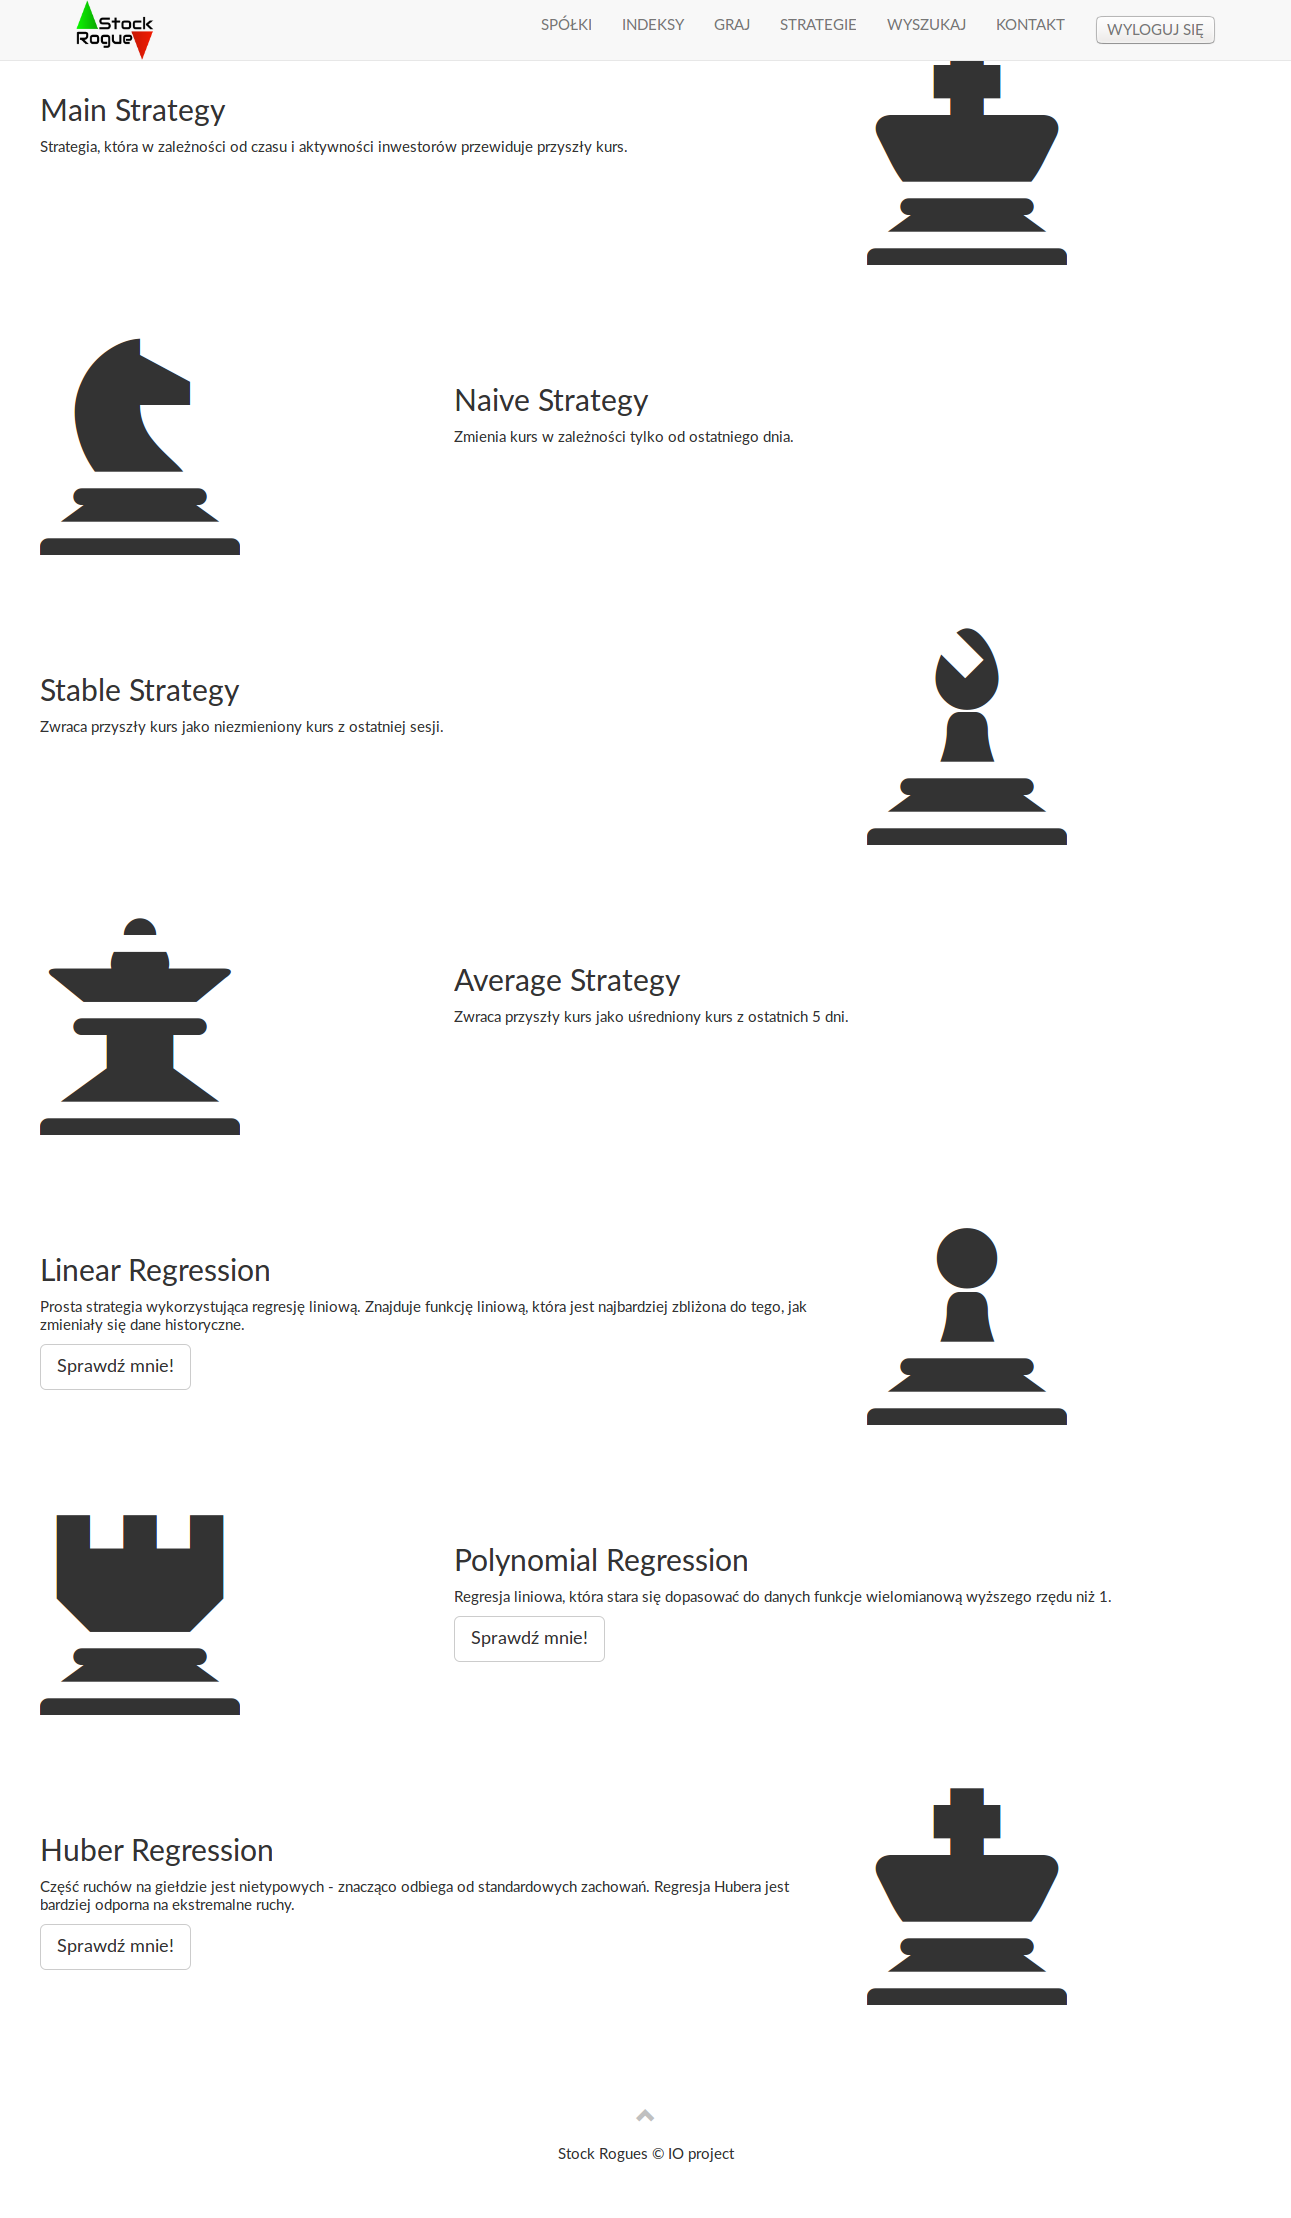 Stock
Rogue
SPÓŁKI
INDEKSY
GRAJ
STRATEGIE
WYSZUKAJ
KONTAKT
WYLOGUJ SIĘ
Main Strategy
Strategia, która w zależności od czasu i aktywności inwestorów przewiduje przyszły kurs.
Naive Strategy
Zmienia kurs w zależności tylko od ostatniego dnia.
Stable Strategy
Zwraca przyszły kurs jako niezmieniony kurs z ostatniej sesji.
Average Strategy
Zwraca przyszły kurs jako uśredniony kurs z ostatnich 5 dni.
Linear Regression
Prosta strategia wykorzystująca regresję liniową. Znajduje funkcję liniową, która jest najbardziej zbliżona do tego, jak
zmieniały się dane historyczne.
Sprawdź mnie!
Polynomial Regression
Regresja liniowa, która stara się dopasować do danych funkcje wielomianową wyższego rzędu niż 1.
Sprawdź mnie!
Huber Regression
Część ruchów na giełdzie jest nietypowych - znacząco odbiega od standardowych zachowań. Regresja Hubera jest
bardziej odporna na ekstremalne ruchy.
Sprawdź mnie!
Stock Rogues © IO project